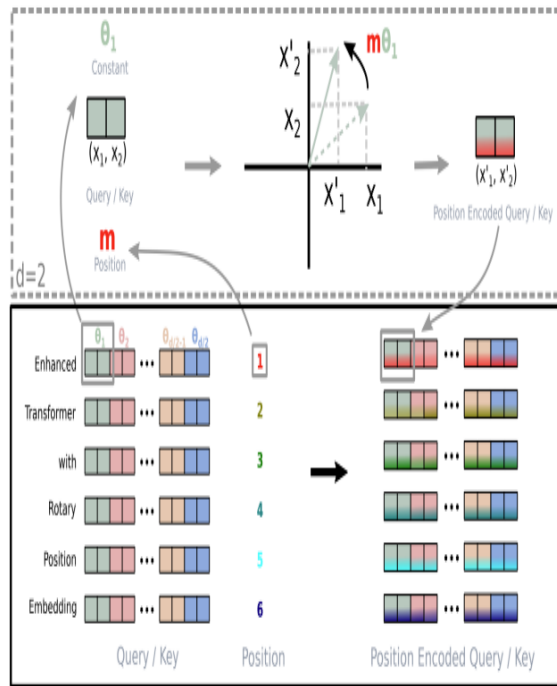 θ₁
Constant
(x₁, x₂)
Query / Key
m
Position
d=2
X'₂
X₂
X'₁
X₁
mθ₁
(x'₁, x'₂)
Position Encoded Query / Key
θ₁ θ₂ ••• θ_{d/2-1} θ_{d/2}
Enhanced ••• 1 •••
Transformer ••• 2 •••
with ••• 3 •••
Rotary ••• 4 •••
Position ••• 5 •••
Embedding ••• 6 •••
Query / Key Position Position Encoded Query / Key